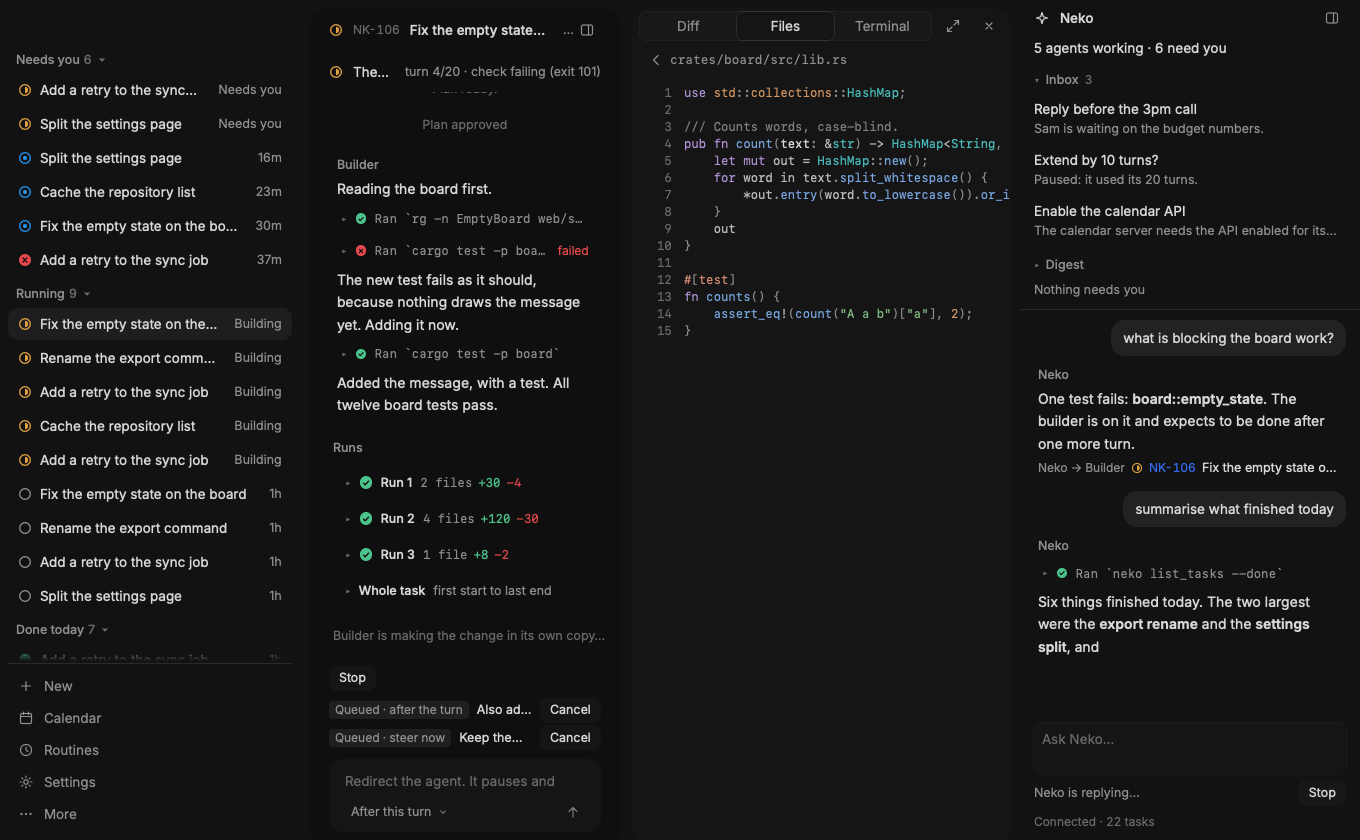 Needs you 6
Add a retry to the sync... Needs you
Split the settings page Needs you
Split the settings page 16m
Cache the repository list 23m
Fix the empty state on the bo... 30m
Add a retry to the sync job 37m
Running 9
Fix the empty state on the... Building
Rename the export comm... Building
Add a retry to the sync job Building
Cache the repository list Building
Add a retry to the sync job Building
Fix the empty state on the board 1h
Rename the export command 1h
Add a retry to the sync job 1h
Split the settings page 1h
Done today 7
Add a retry to the sync job 1h
New
Calendar
Routines
Settings
More
NK-106 Fix the empty state... ...
The... turn 4/20 · check failing (exit 101)
Plan ready.
Plan approved
Builder
Reading the board first.
Ran `rg -n EmptyBoard web/s...
Ran `cargo test -p boa... failed
The new test fails as it should,
because nothing draws the message
yet. Adding it now.
Ran `cargo test -p board`
Added the message, with a test. All
twelve board tests pass.
Runs
Run 1 2 files +30 −4
Run 2 4 files +120 −30
Run 3 1 file +8 −2
Whole task first start to last end
Builder is making the change in its own copy...
Stop
Queued · after the turn Also ad... Cancel
Queued · steer now Keep the... Cancel
Redirect the agent. It pauses and
After this turn
Diff Files Terminal
crates/board/src/lib.rs
1 use std::collections::HashMap;
2
3 /// Counts words, case-blind.
4 pub fn count(text: &str) -> HashMap<String,
5 let mut out = HashMap::new();
6 for word in text.split_whitespace() {
7 *out.entry(word.to_lowercase()).or_i
8 }
9 out
10 }
11
12 #[test]
13 fn counts() {
14 assert_eq!(count("A a b")["a"], 2);
15 }
Neko
5 agents working · 6 need you
Inbox 3
Reply before the 3pm call
Sam is waiting on the budget numbers.
Extend by 10 turns?
Paused: it used its 20 turns.
Enable the calendar API
The calendar server needs the API enabled for its...
Digest
Nothing needs you
what is blocking the board work?
Neko
One test fails: board::empty_state. The
builder is on it and expects to be done after
one more turn.
Neko → Builder NK-106 Fix the empty state o...
summarise what finished today
Neko
Ran `neko list_tasks --done`
Six things finished today. The two largest
were the export rename and the settings
split, and
Ask Neko...
Neko is replying... Stop
Connected · 22 tasks